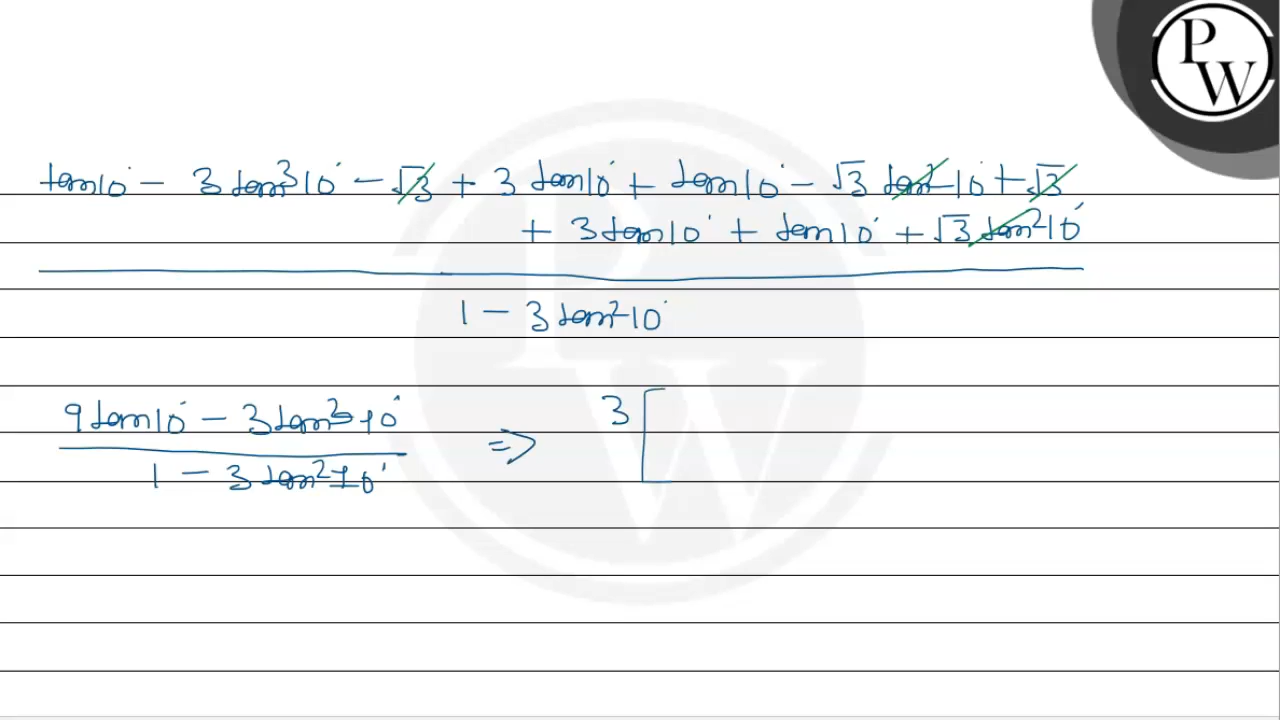 PW
tan10° - 3tan³10° - √3 + 3tan10° + tan10° - √3 tan²10° + √3
+ 3tan10° + tan10° + √3 tan²10°
1 - 3tan²10°
9tan10° - 3tan³10° ⇒ 3[
1 - 3tan²10°